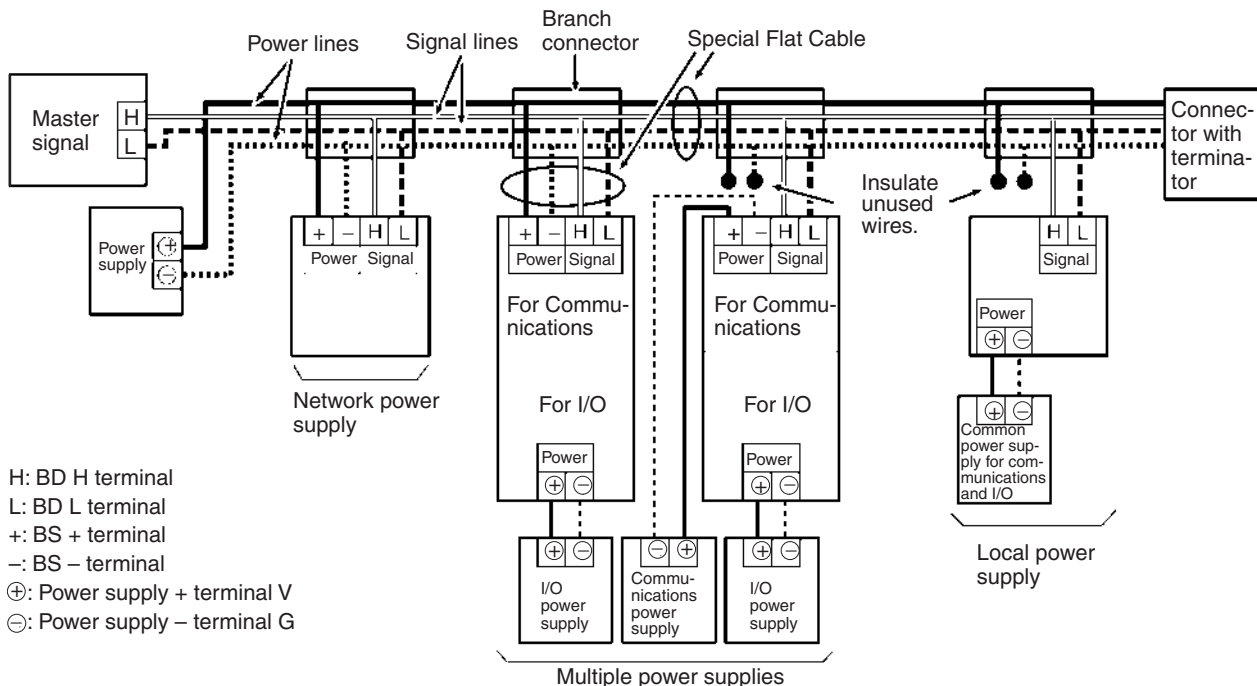 Branch
connector
Power lines
Signal lines
Special Flat Cable
Master
signal
H
L
Connec-
tor with
termina-
tor
Insulate
unused
wires.
Power
supply
+
−
+ − H L
Power Signal
+ − H L
Power Signal
+ − H L
Power Signal
H L
Signal
For Commu-
nications
For Commu-
nications
Power
+ −
For I/O
For I/O
Network power
supply
Power
+ −
Power
+ −
+ −
Common
power sup-
ply for com-
munications
and I/O
H: BD H terminal
L: BD L terminal
+: BS + terminal
−: BS − terminal
⊕: Power supply + terminal V
⊖: Power supply − terminal G
+ −
I/O
power
supply
− +
Commu-
nications
power
supply
+ −
I/O
power
supply
Local power
supply
Multiple power supplies